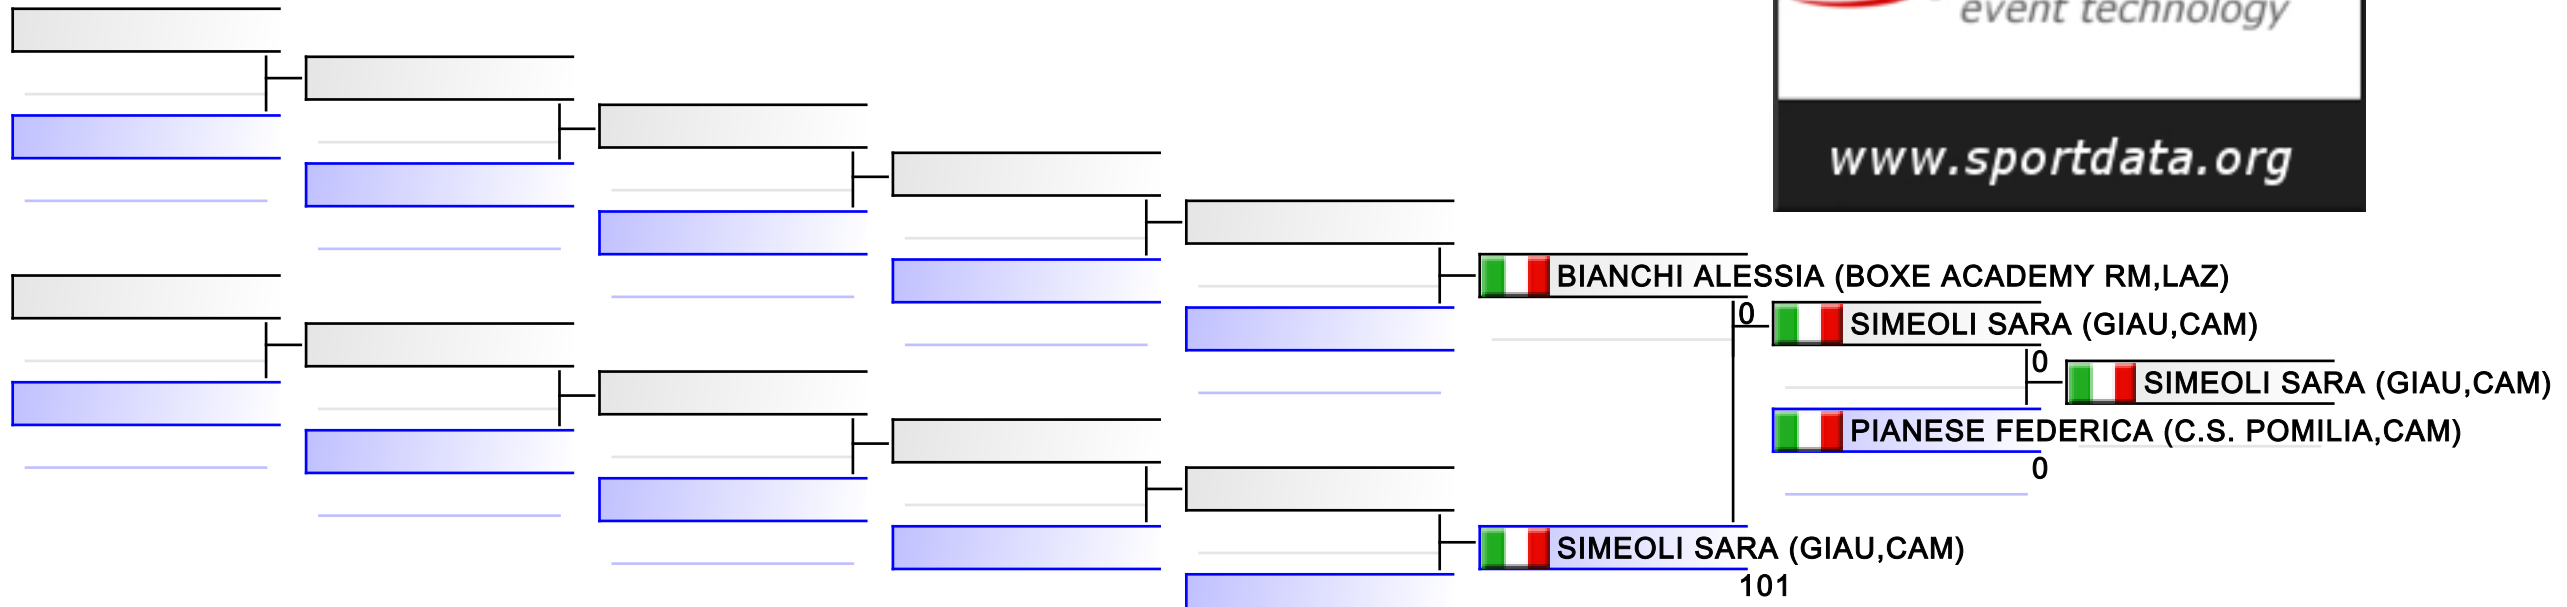 event technology
www.sportdata.org
BIANCHI ALESSIA (BOXE ACADEMY RM,LAZ)
0
SIMEOLI SARA (GIAU,CAM)
0
SIMEOLI SARA (GIAU,CAM)
PIANESE FEDERICA (C.S. POMILIA,CAM)
0
SIMEOLI SARA (GIAU,CAM)
101